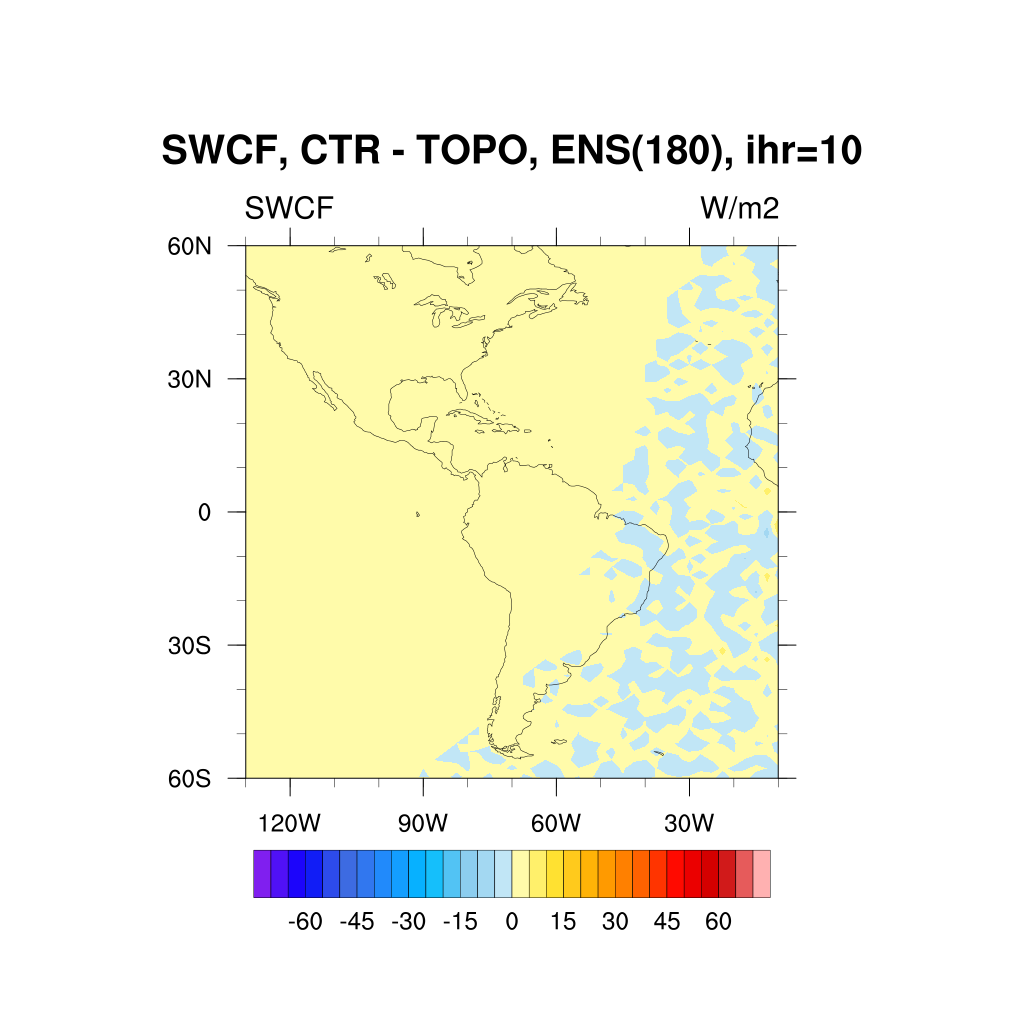 SWCF, CTR - TOPO, ENS(180), ihr=10
SWCF W/m2
60N
30N
0
30S
60S
120W 90W 60W 30W
-60 -45 -30 -15 0 15 30 45 60